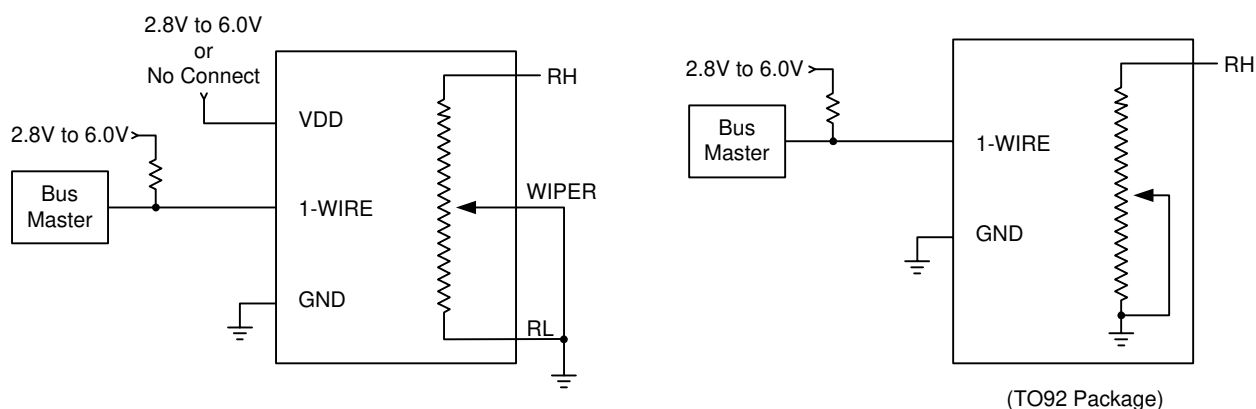 2.8V to 6.0V
or
No Connect
2.8V to 6.0V
Bus
Master
VDD
1-WIRE
GND
RH
WIPER
RL
2.8V to 6.0V
Bus
Master
1-WIRE
GND
RH
(TO92 Package)